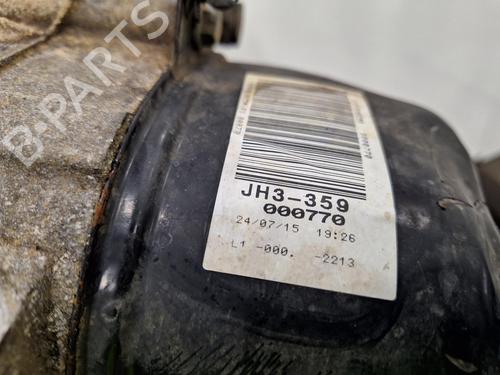 B-PARTS
JH3-359
000770
24/07/15 19:26
L1 -000. -2213